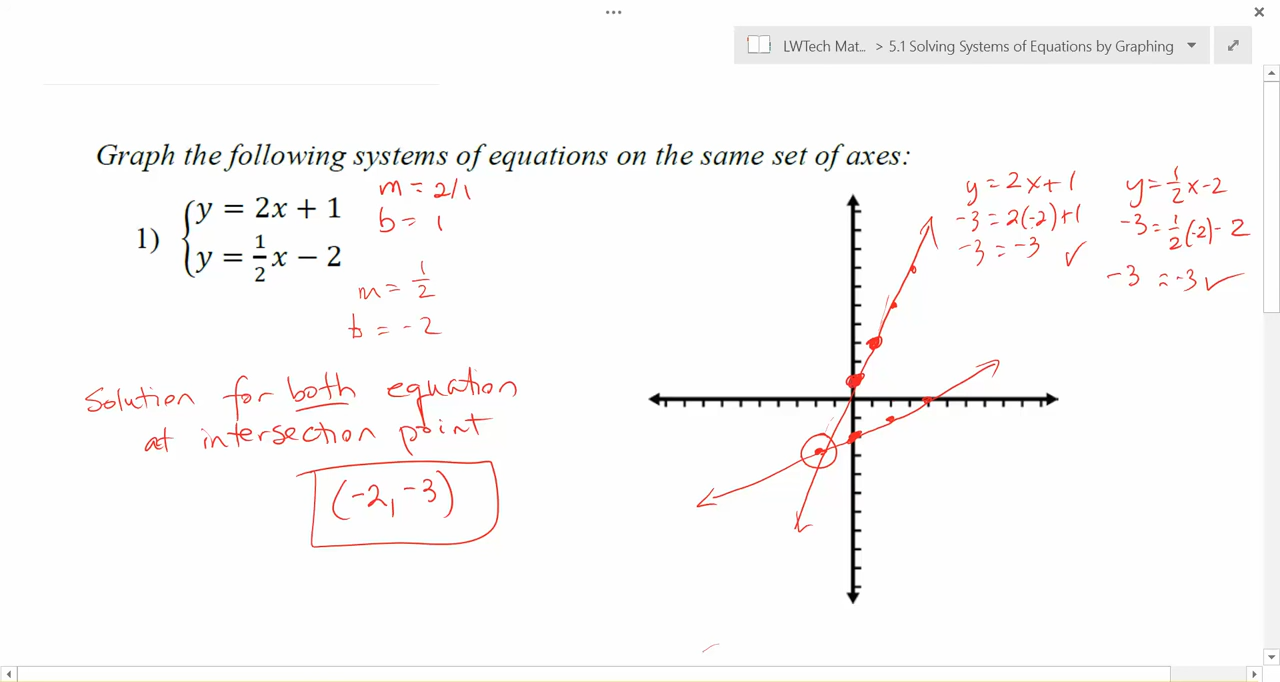 LWTech Mat... > 5.1 Solving Systems of Equations by Graphing
Graph the following systems of equations on the same set of axes:
1) { y = 2x + 1
y = 1/2 x − 2
m = 2/1
b = 1
m = 1/2
b = -2
Solution for both equation
at intersection point
(-2, -3)
y = 2x+1
-3 = 2(-2)+1
-3 = -3 ✓
y = 1/2 x-2
-3 = 1/2 (-2) - 2
-3 = -3 ✓